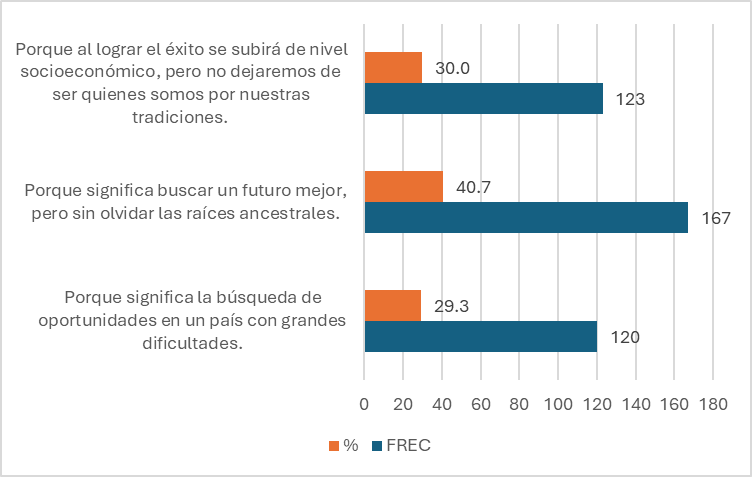 Porque al lograr el éxito se subirá de nivel
socioeconómico, pero no dejaremos de
ser quienes somos por nuestras
tradiciones.
30.0
123
Porque significa buscar un futuro mejor,
pero sin olvidar las raíces ancestrales.
40.7
167
Porque significa la búsqueda de
oportunidades en un país con grandes
dificultades.
29.3
120
0 20 40 60 80 100 120 140 160 180
% FREC